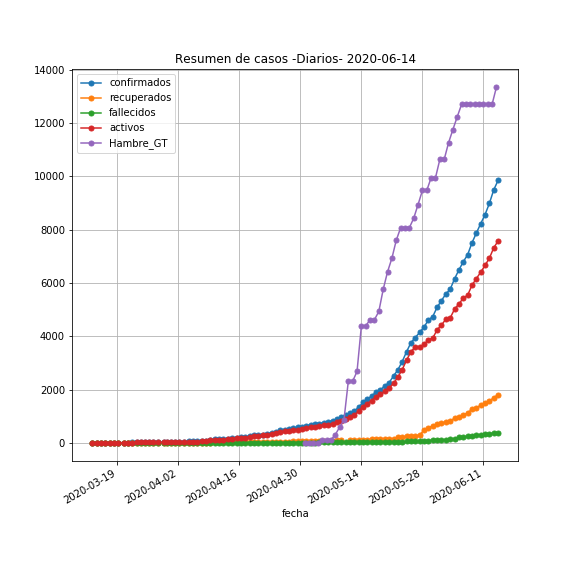 Resumen de casos -Diarios- 2020-06-14
confirmados
recuperados
fallecidos
activos
Hambre_GT
14000
12000
10000
8000
6000
4000
2000
0
2020-03-19
2020-04-02
2020-04-16
2020-04-30
2020-05-14
2020-05-28
2020-06-11
fecha